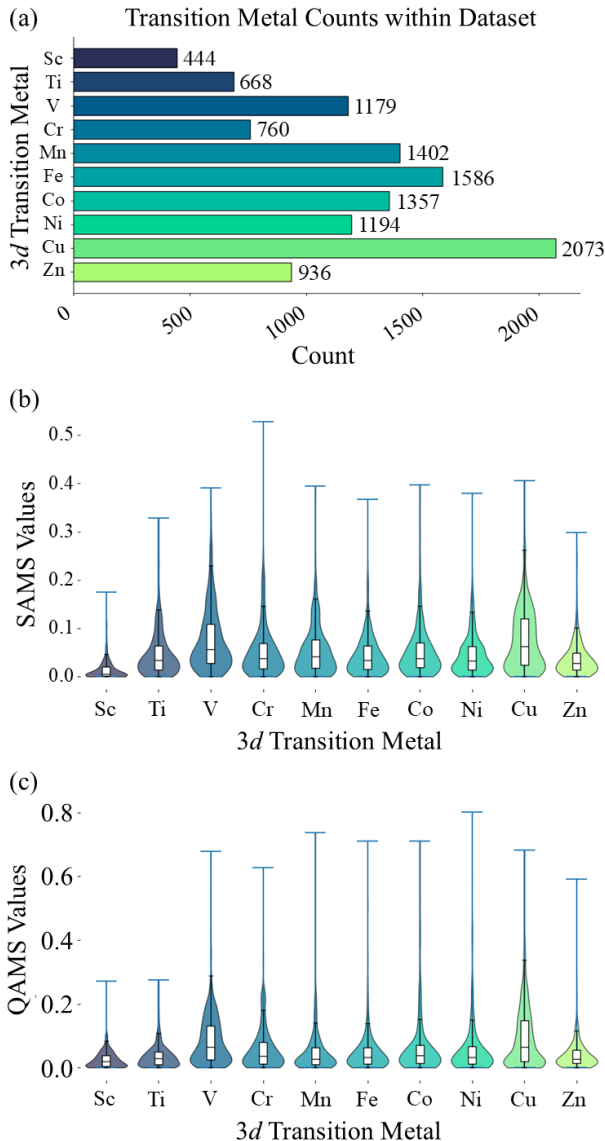 (a) Transition Metal Counts within Dataset
3d Transition Metal
Sc 444
Ti 668
V 1179
Cr 760
Mn 1402
Fe 1586
Co 1357
Ni 1194
Cu 2073
Zn 936
0 500 1000 1500 2000
Count
(b)
SAMS Values
0.5
0.4
0.3
0.2
0.1
0.0
Sc Ti V Cr Mn Fe Co Ni Cu Zn
3d Transition Metal
(c)
QAMS Values
0.8
0.6
0.4
0.2
0.0
Sc Ti V Cr Mn Fe Co Ni Cu Zn
3d Transition Metal